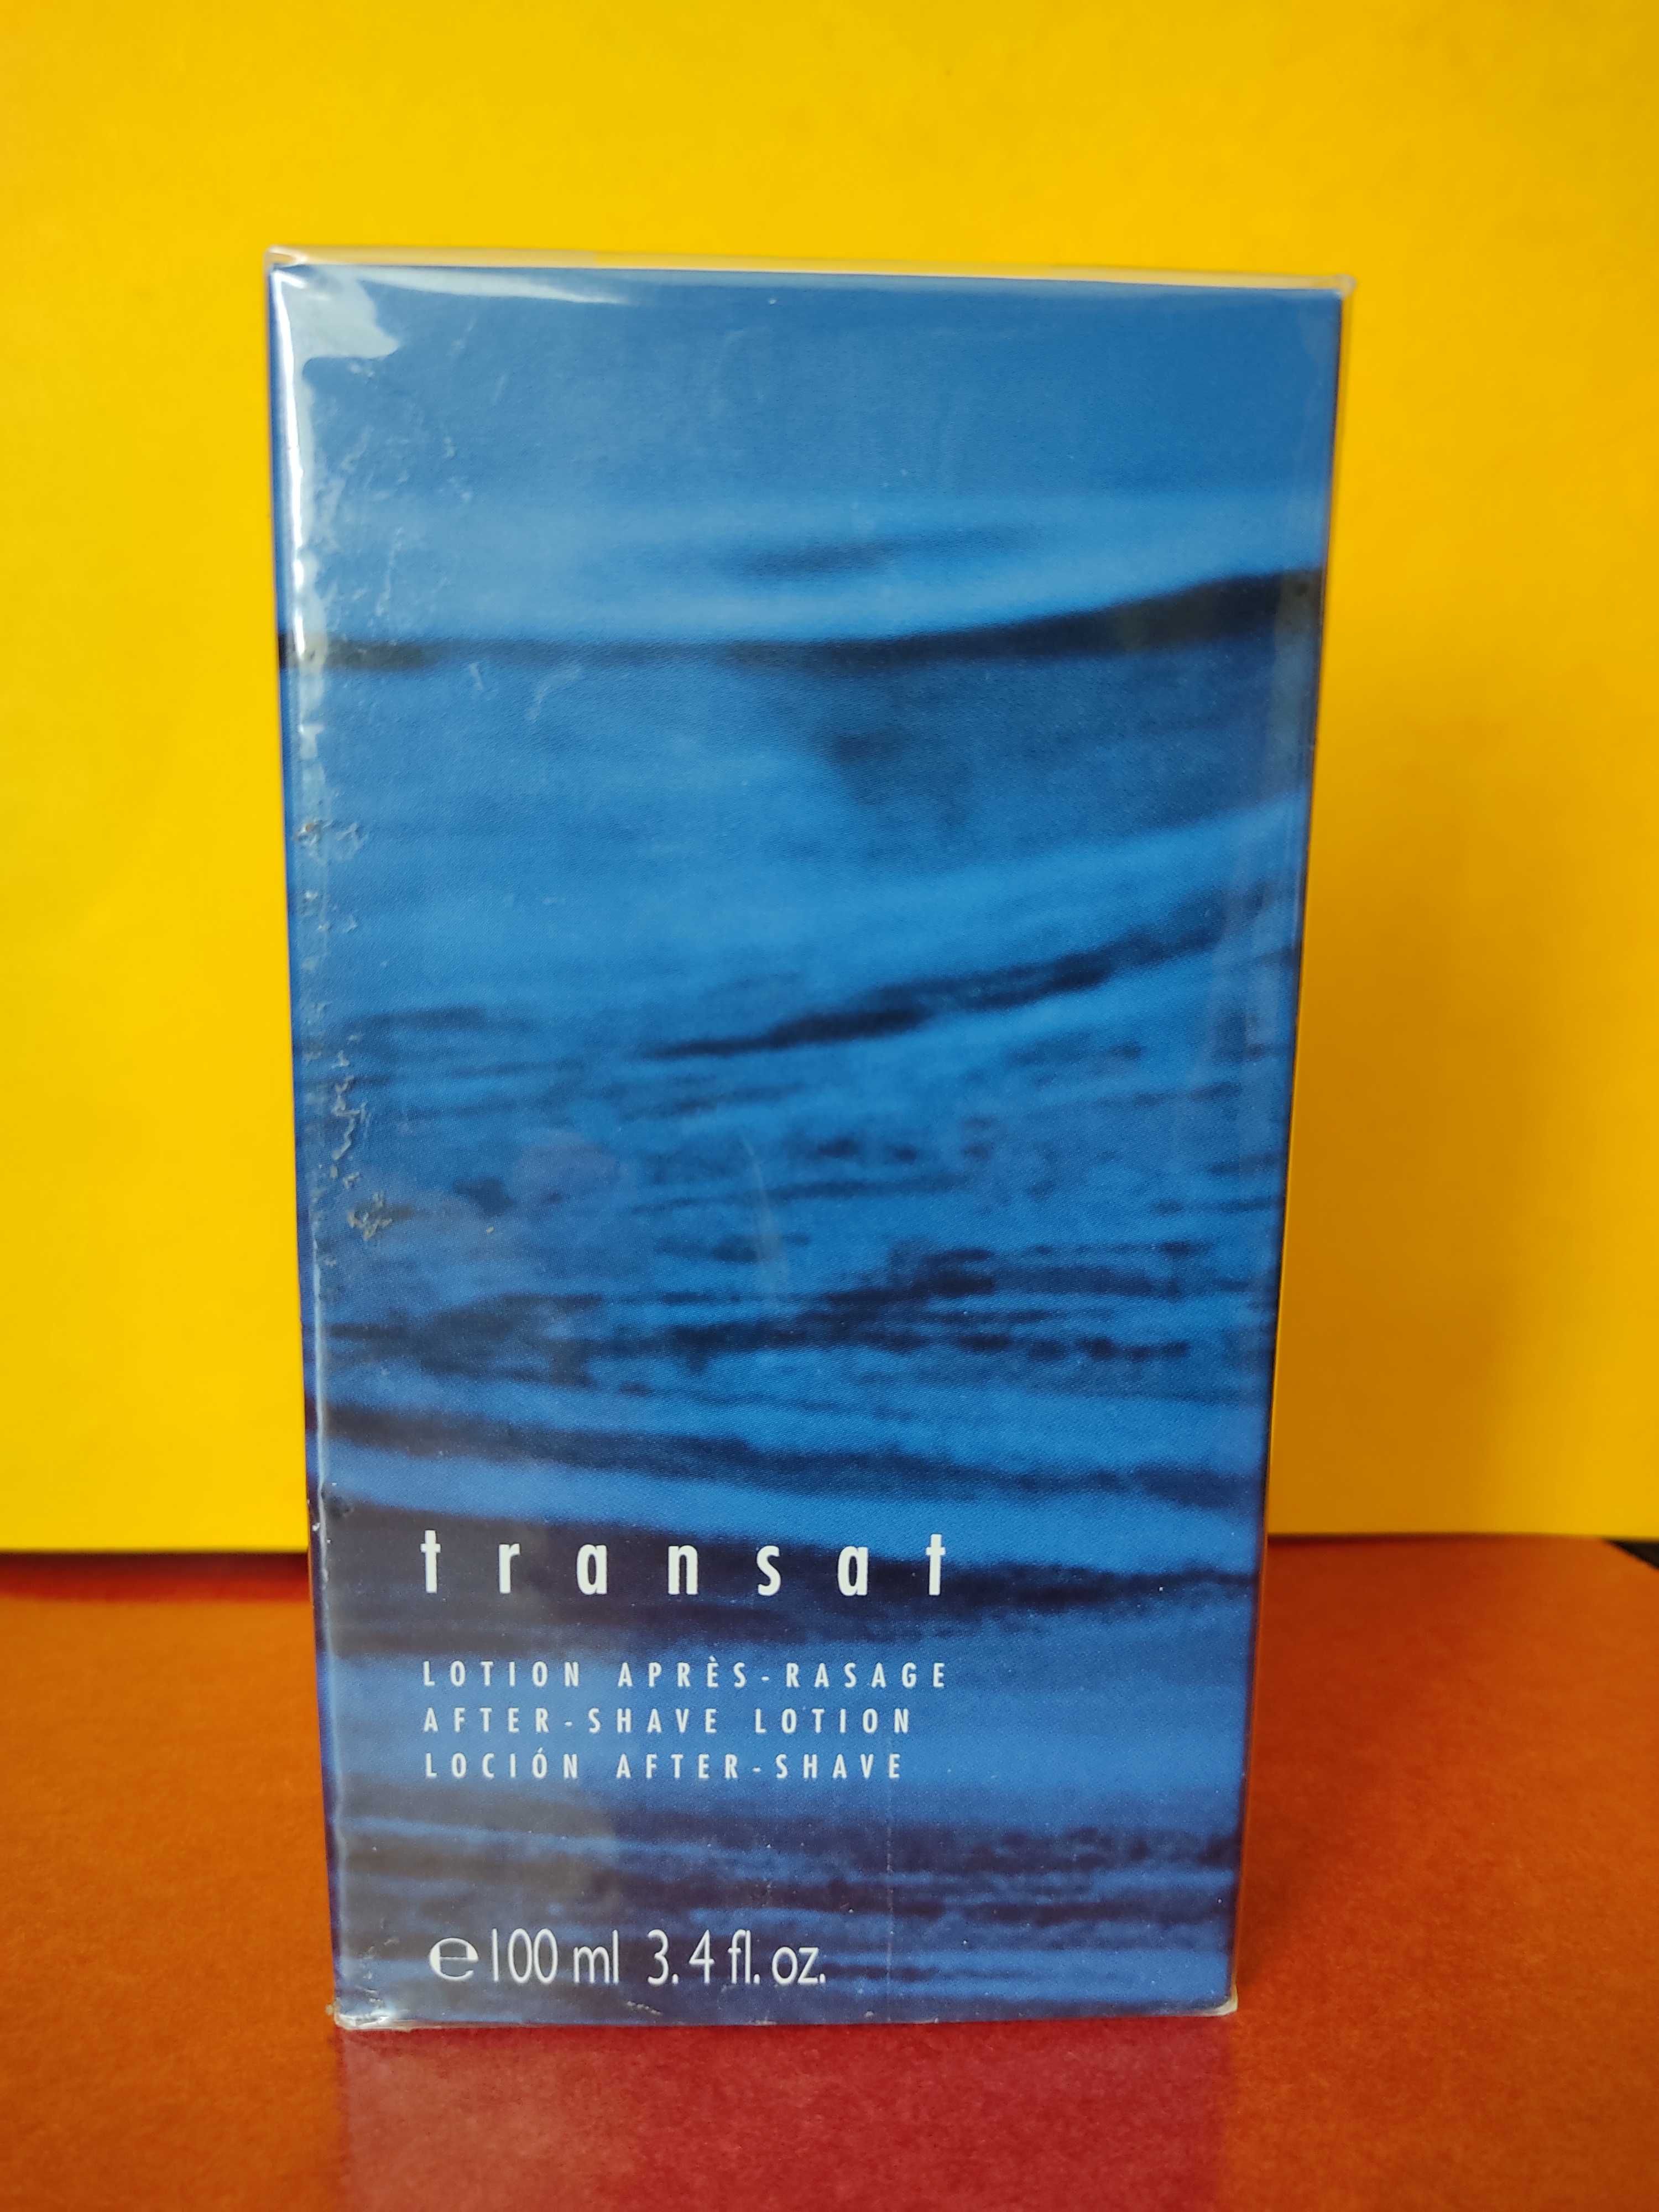 transat
LOTION APRÈS-RASAGE
AFTER-SHAVE LOTION
LOCIÓN AFTER-SHAVE
℮100 ml 3.4 fl. oz.